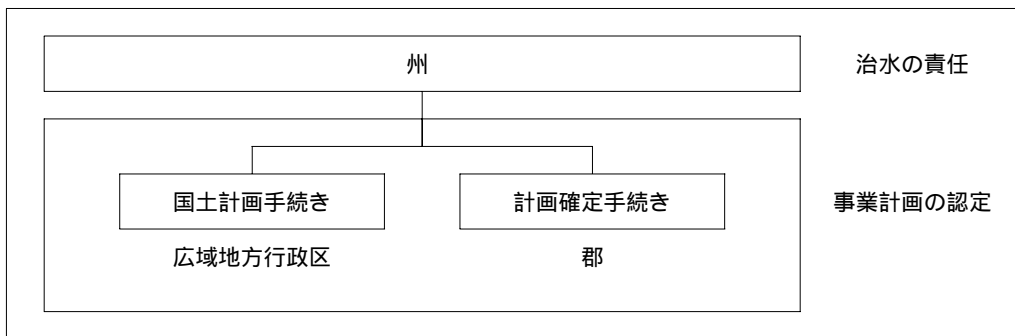 州
治水の責任
国土計画手続き
計画確定手続き
事業計画の認定
広域地方行政区
郡